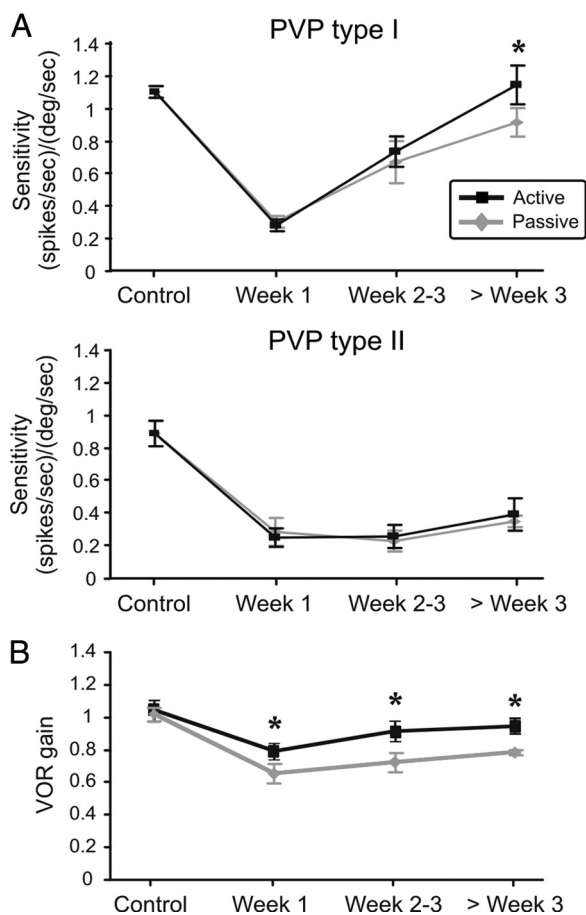 A
PVP type I
Sensitivity
(spikes/sec)/(deg/sec)
1.4
1.2
1
0.8
0.6
0.4
0.2
0
*
Active
Passive
Control Week 1 Week 2-3 > Week 3
PVP type II
Sensitivity
(spikes/sec)/(deg/sec)
1.4
1.2
1
0.8
0.6
0.4
0.2
0
Control Week 1 Week 2-3 > Week 3
B
VOR gain
1.4
1.2
1
0.8
0.6
0.4
0.2
0
* * *
Control Week 1 Week 2-3 > Week 3